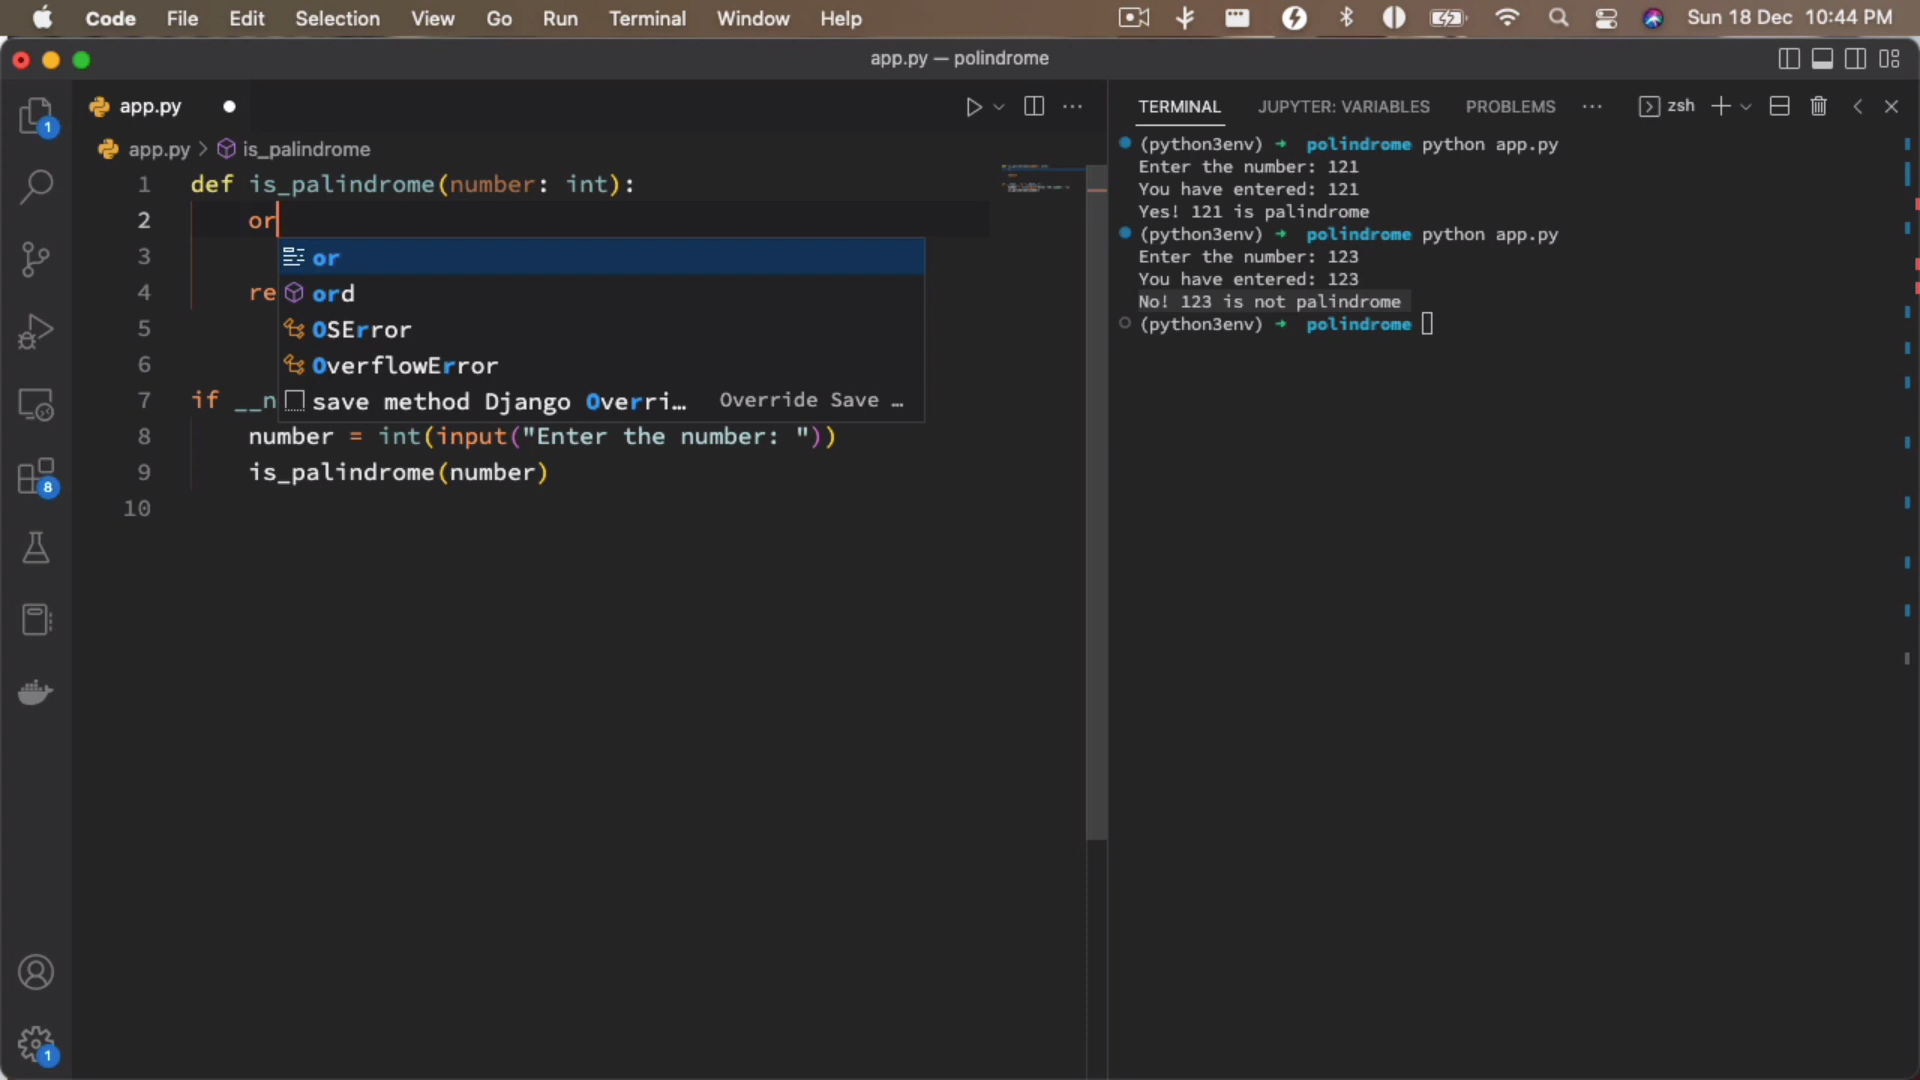 Code File Edit Selection View Go Run Terminal Window Help Sun 18 Dec 10:44 PM
app.py — polindrome
app.py
app.py > is_palindrome
1 def is_palindrome(number: int):
2 or
3
4 re
5
6
7 if __n
8 number = int(input("Enter the number: "))
9 is_palindrome(number)
10
or
ord
OSError
OverflowError
save method Django Overri… Override Save …
TERMINAL JUPYTER: VARIABLES PROBLEMS ··· zsh
(python3env) ➜ polindrome python app.py
Enter the number: 121
You have entered: 121
Yes! 121 is palindrome
(python3env) ➜ polindrome python app.py
Enter the number: 123
You have entered: 123
No! 123 is not palindrome
(python3env) ➜ polindrome
1
8
1